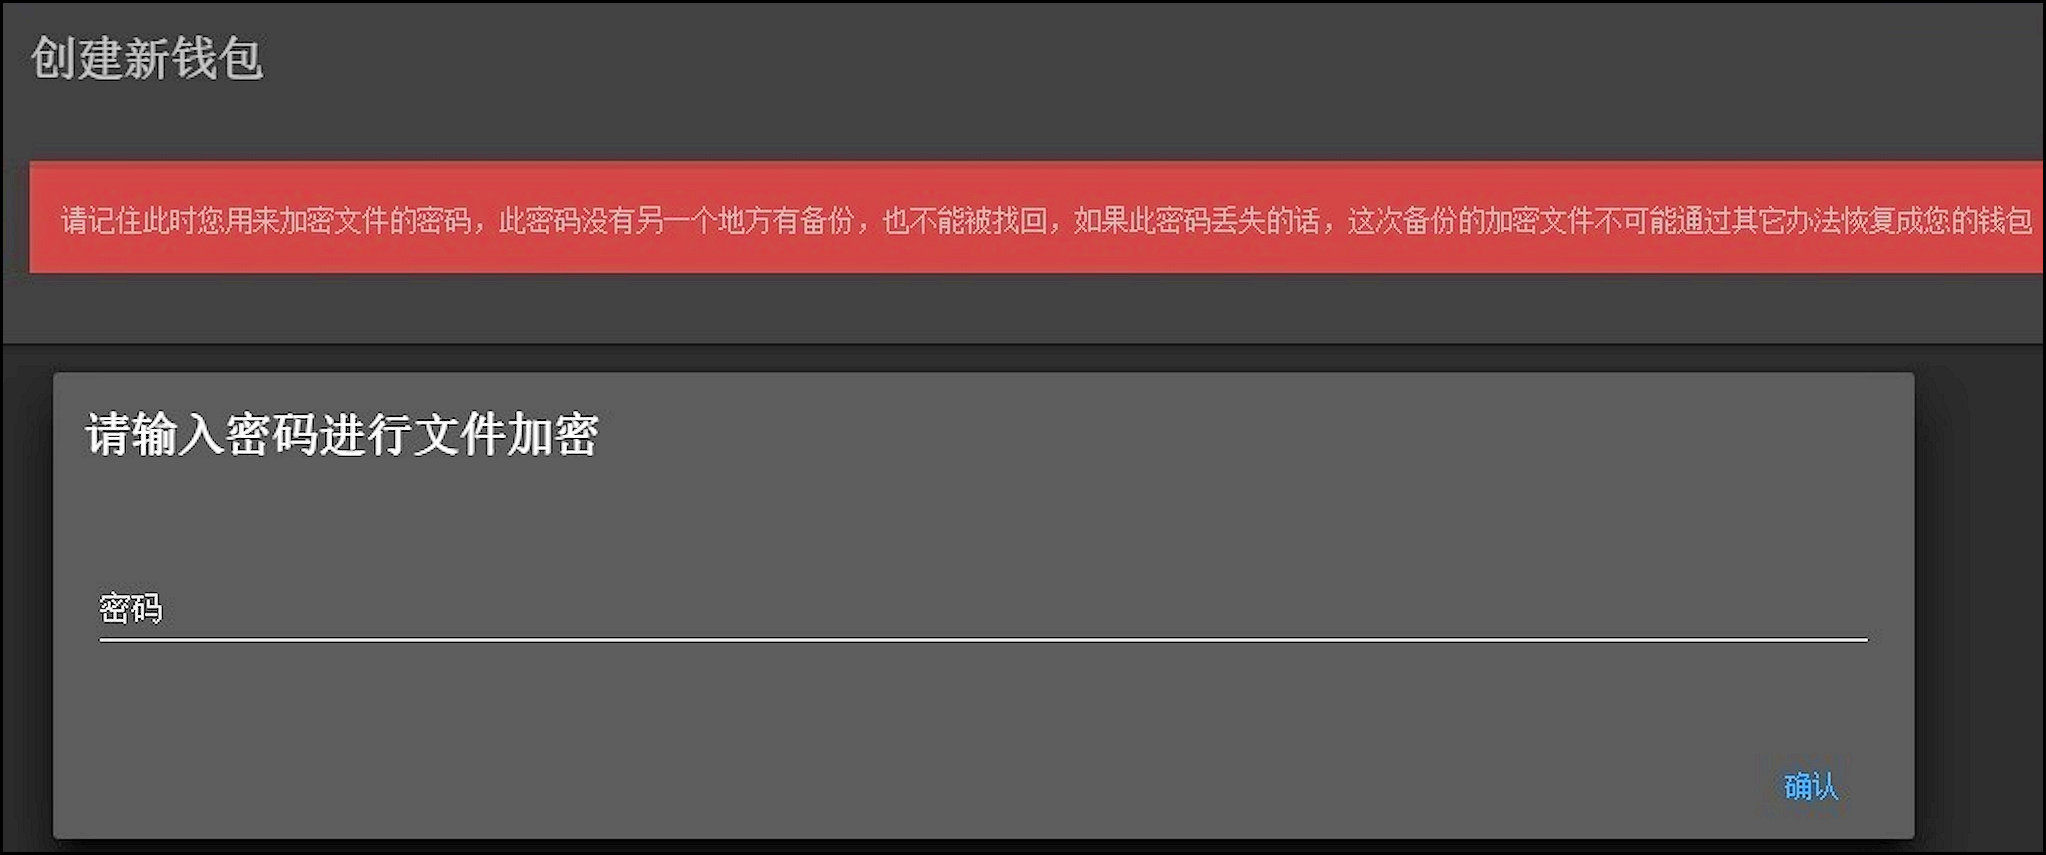 创建新钱包
请记住此时您用来加密文件的密码，此密码没有另一个地方有备份，也不能被找回，如果此密码丢失的话，这次备份的加密文件不可能通过其它办法恢复成您的钱包
请输入密码进行文件加密
密码
确认